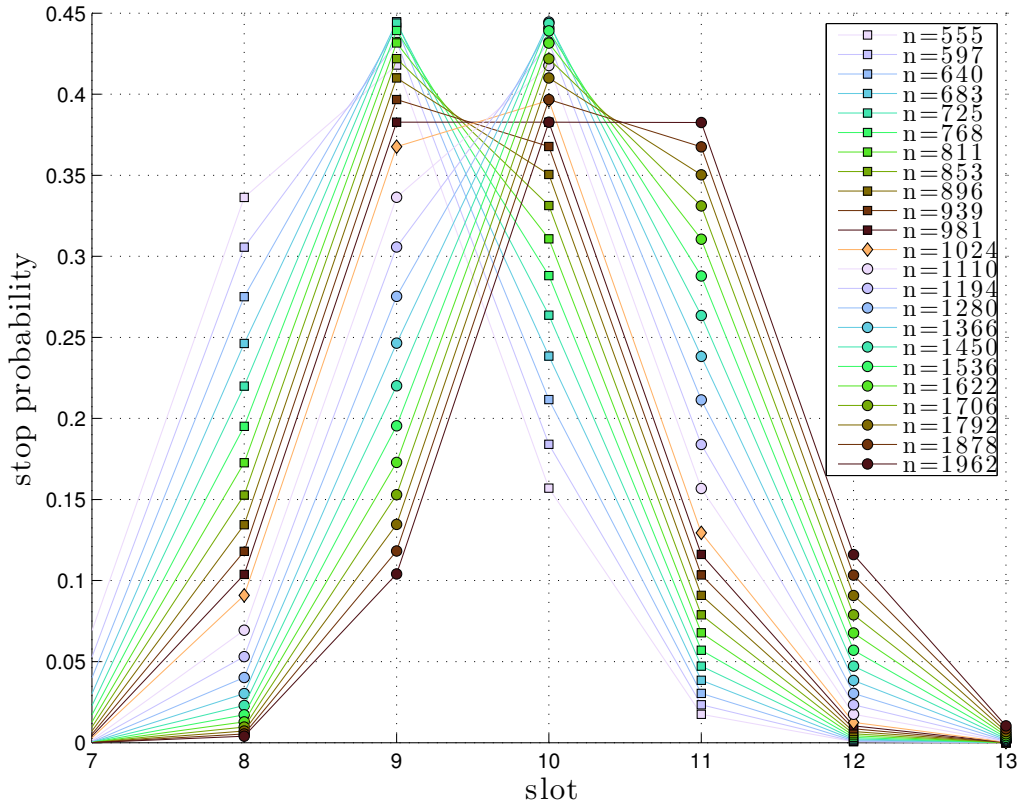 0.45
0.4
0.35
0.3
0.25
0.2
0.15
0.1
0.05
0
stop probability
7
8
9
10
11
12
13
slot
n=555
n=597
n=640
n=683
n=725
n=768
n=811
n=853
n=896
n=939
n=981
n=1024
n=1110
n=1194
n=1280
n=1366
n=1450
n=1536
n=1622
n=1706
n=1792
n=1878
n=1962